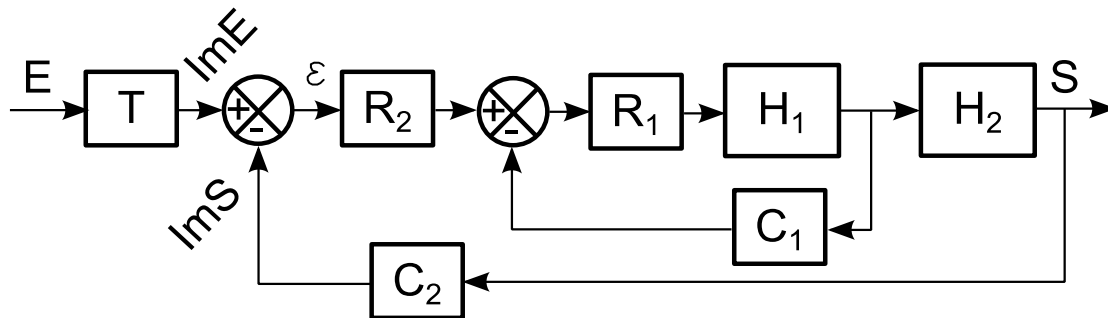 E
T
ImE
+
-
ε
R₂
+
-
R₁
H₁
H₂
S
C₁
ImS
C₂